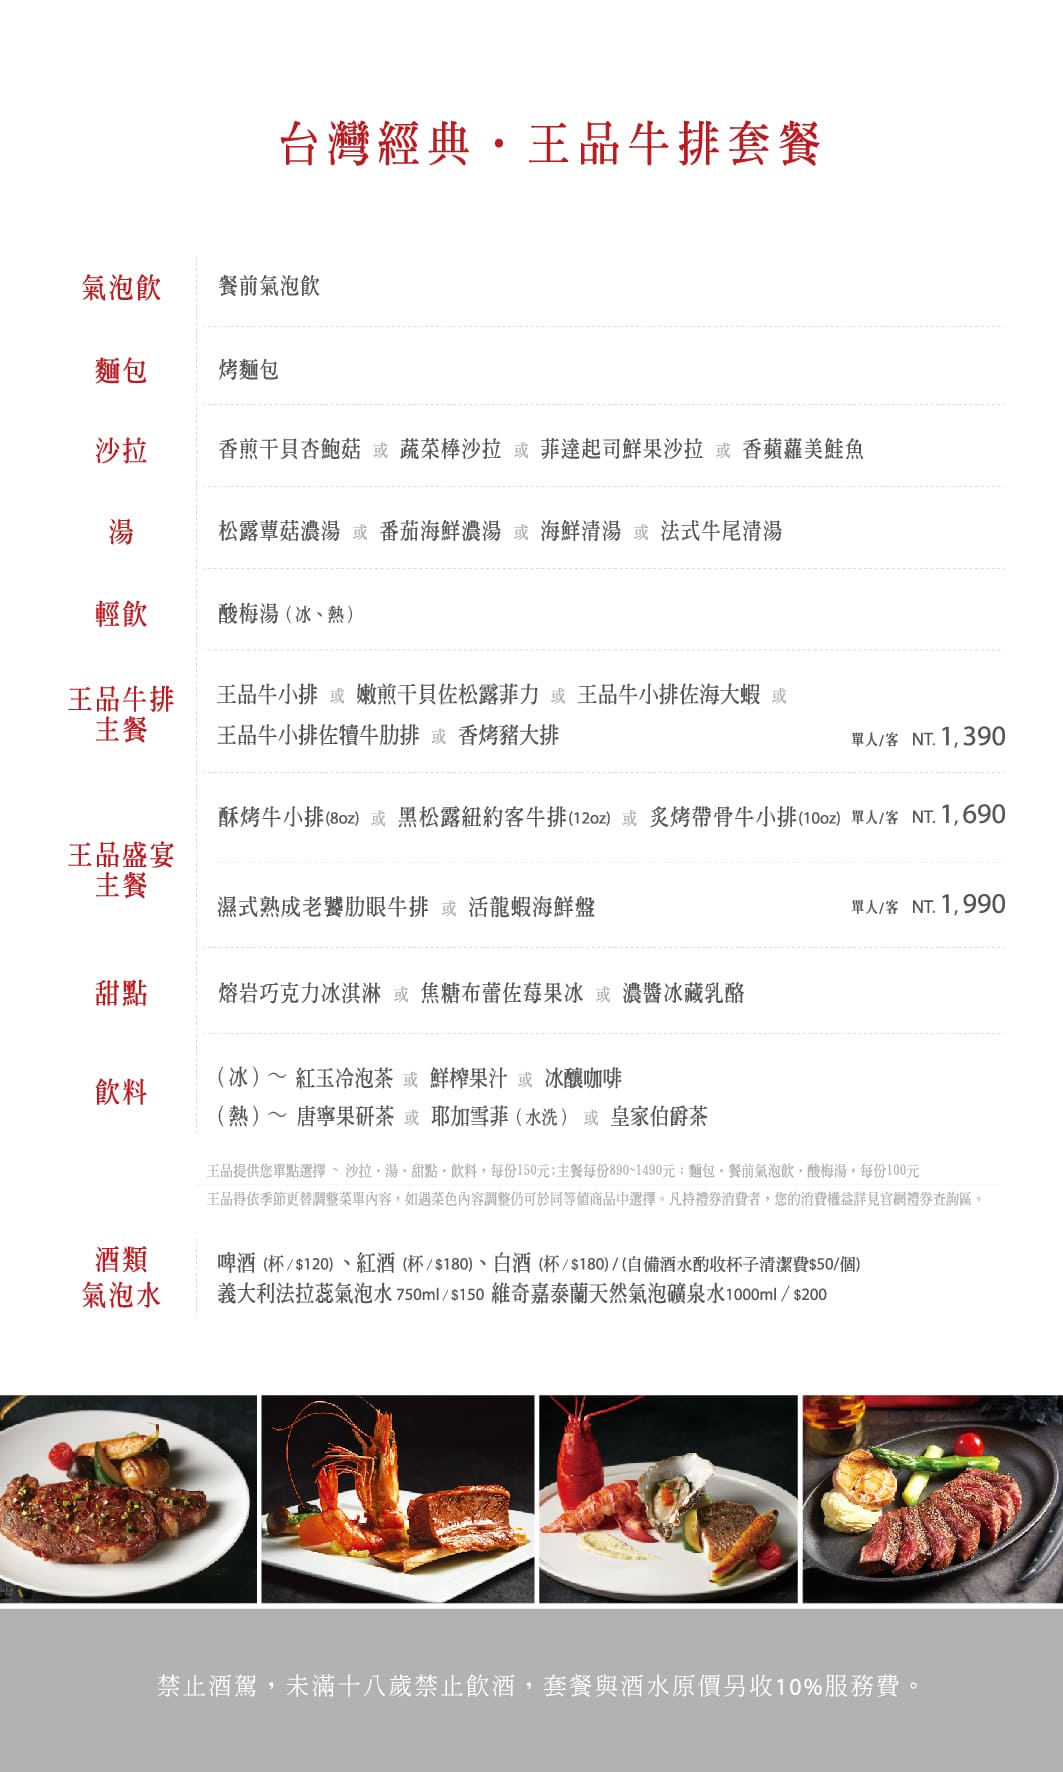 台灣經典・王品牛排套餐
氣泡飲
餐前氣泡飲
麵包
烤麵包
沙拉
香煎干貝杏鮑菇 或 蔬菜棒沙拉 或 菲達起司鮮果沙拉 或 香蘋蘿美鮭魚
湯
松露蕈菇濃湯 或 番茄海鮮濃湯 或 海鮮清湯 或 法式牛尾清湯
輕飲
酸梅湯（冰、熱）
王品牛排
主餐
王品牛小排 或 嫩煎干貝佐松露菲力 或 王品牛小排佐海大蝦 或
王品牛小排佐犢牛肋排 或 香烤豬大排 單人/客 NT. 1,390
王品盛宴
主餐
酥烤牛小排(8oz) 或 黑松露紐約客牛排(12oz) 或 炙烤帶骨牛小排(10oz) 單人/客 NT. 1,690
濕式熟成老饕肋眼牛排 或 活龍蝦海鮮盤 單人/客 NT. 1,990
甜點
熔岩巧克力冰淇淋 或 焦糖布蕾佐莓果冰 或 濃醬冰藏乳酪
飲料
（冰）～ 紅玉冷泡茶 或 鮮榨果汁 或 冰釀咖啡
（熱）～ 唐寧果研茶 或 耶加雪菲（水洗） 或 皇家伯爵茶
王品提供您單點選擇 ~ 沙拉・湯・甜點・飲料，每份150元;主餐每份890~1490元；麵包・餐前氣泡飲・酸梅湯，每份100元
王品得依季節更替調整菜單內容，如遇菜色內容調整仍可於同等值商品中選擇。凡持禮券消費者，您的消費權益詳見官網禮券查詢區。
酒類
氣泡水
啤酒 (杯/$120) 、紅酒 (杯/$180)、白酒 (杯/$180) / (自備酒水酌收杯子清潔費$50/個)
義大利法拉蕊氣泡水 750ml / $150 維奇嘉泰蘭天然氣泡礦泉水1000ml / $200
禁止酒駕，未滿十八歲禁止飲酒，套餐與酒水原價另收10%服務費。